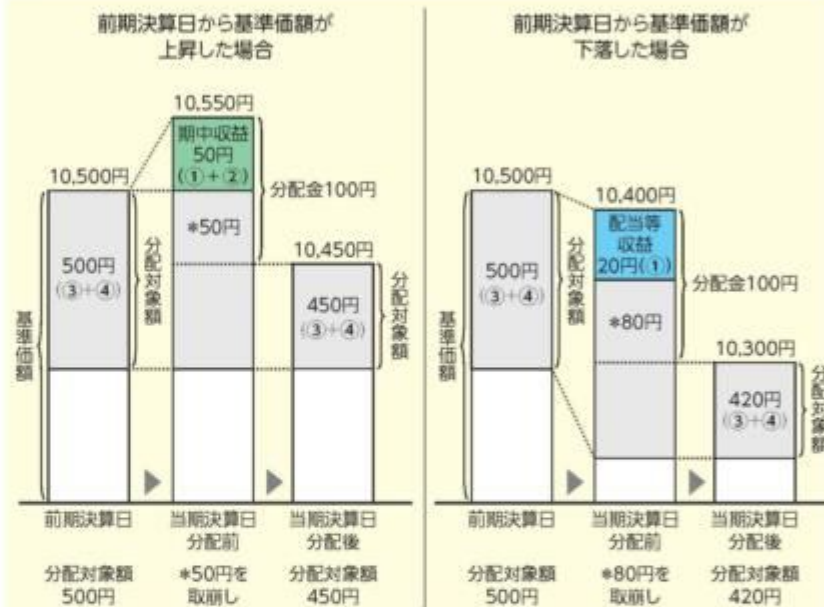 前期決算日から基準価額が
上昇した場合
10,550円
期中収益
50円
(①+②)
10,500円
分配金100円
*50円
10,450円
500円
(③+④)
分配対象額
450円
(③+④)
分配対象額
基準価額
前期決算日
当期決算日
分配前
当期決算日
分配後
分配対象額
500円
*50円を
取崩し
分配対象額
450円
前期決算日から基準価額が
下落した場合
10,500円
10,400円
配当等
収益
20円(①)
分配金100円
500円
(③+④)
分配対象額
*80円
10,300円
420円
(③+④)
分配対象額
基準価額
前期決算日
当期決算日
分配前
当期決算日
分配後
分配対象額
500円
*80円を
取崩し
分配対象額
420円